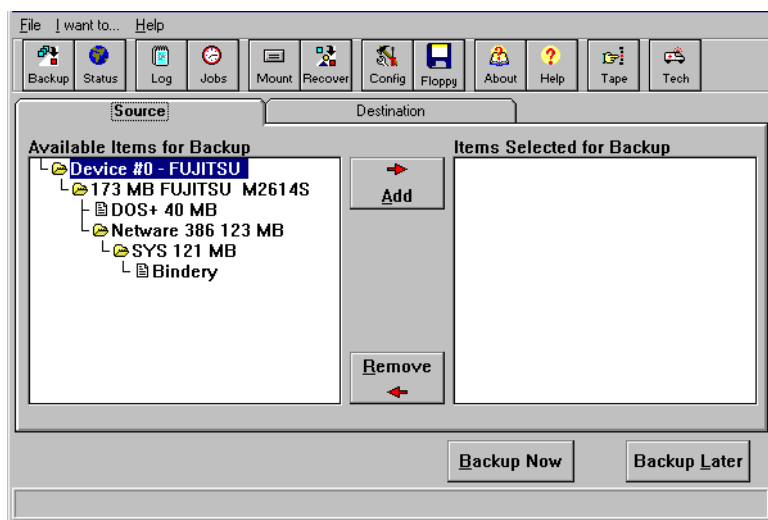 File I want to... Help
Backup Status Log Jobs Mount Recover Config Floppy About Help Tape Tech
Source Destination
Available Items for Backup
Device #0 - FUJITSU
173 MB FUJITSU M2614S
DOS+ 40 MB
Netware 386 123 MB
SYS 121 MB
Bindery
Add
Remove
Items Selected for Backup
Backup Now Backup Later